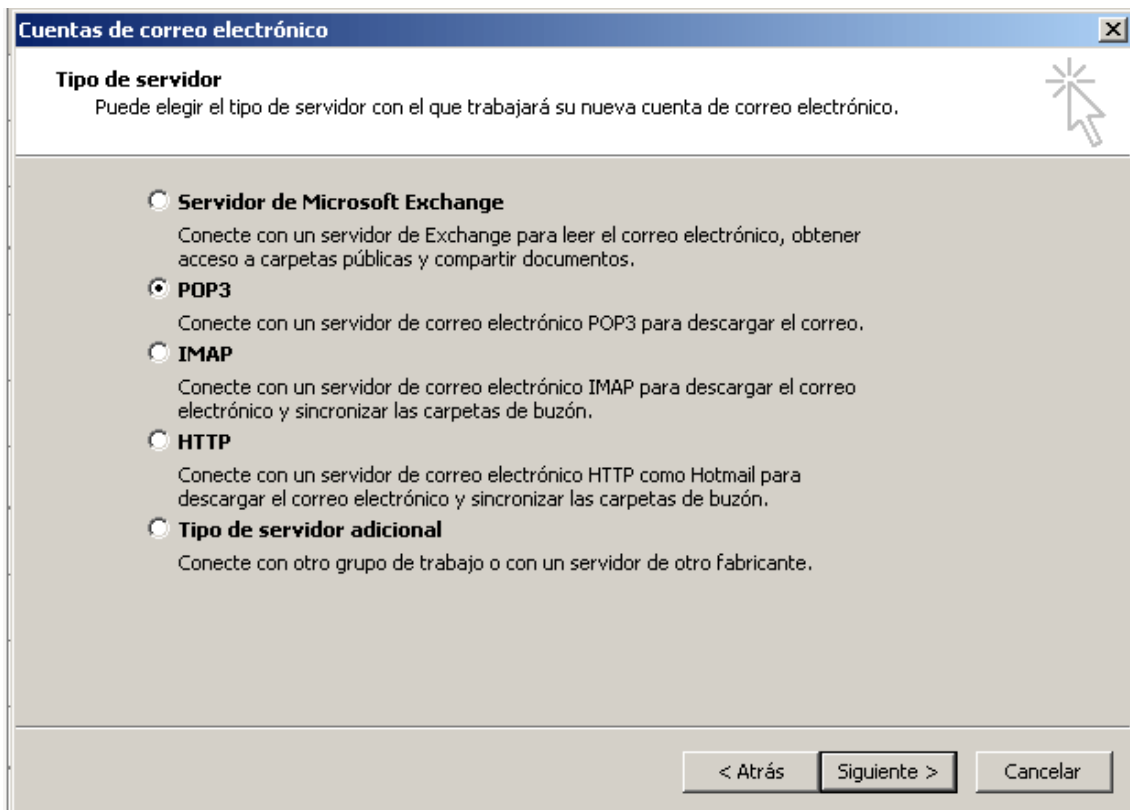 Cuentas de correo electrónico
Tipo de servidor
Puede elegir el tipo de servidor con el que trabajará su nueva cuenta de correo electrónico.
Servidor de Microsoft Exchange
Conecte con un servidor de Exchange para leer el correo electrónico, obtener
acceso a carpetas públicas y compartir documentos.
POP3
Conecte con un servidor de correo electrónico POP3 para descargar el correo.
IMAP
Conecte con un servidor de correo electrónico IMAP para descargar el correo
electrónico y sincronizar las carpetas de buzón.
HTTP
Conecte con un servidor de correo electrónico HTTP como Hotmail para
descargar el correo electrónico y sincronizar las carpetas de buzón.
Tipo de servidor adicional
Conecte con otro grupo de trabajo o con un servidor de otro fabricante.
< Atrás Siguiente > Cancelar